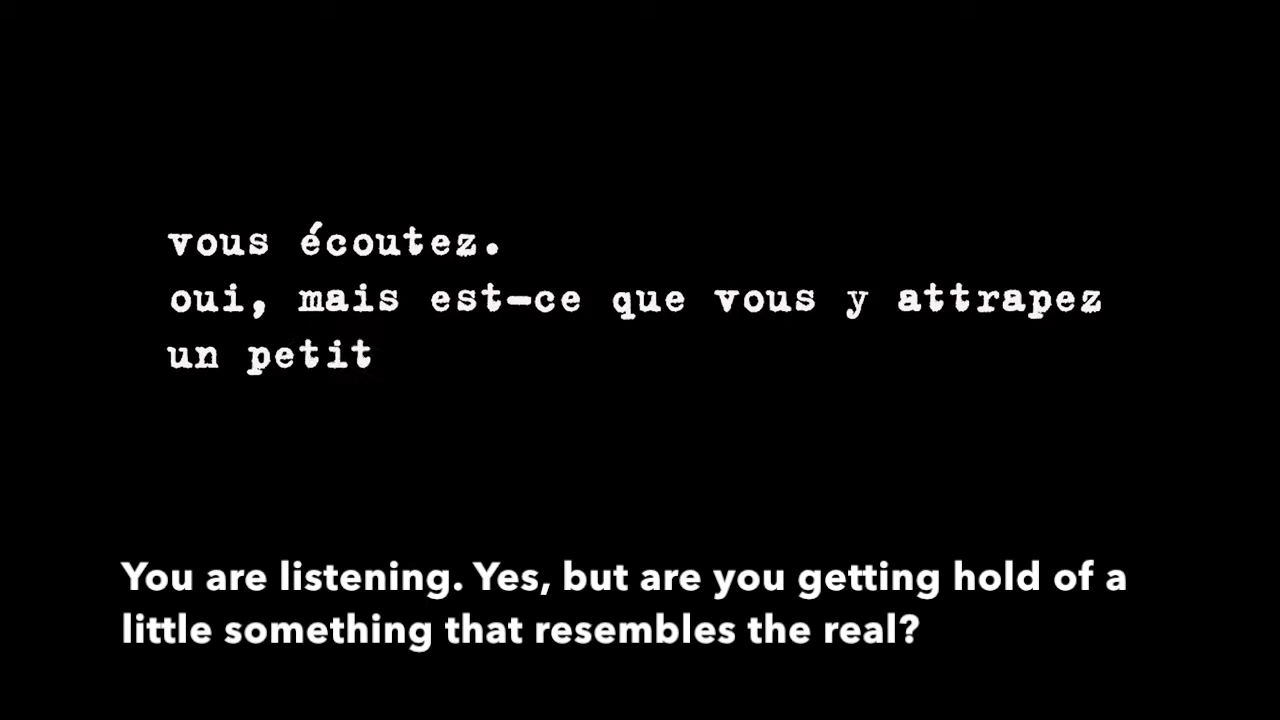 vous écoutez.
oui, mais est-ce que vous y attrapez
un petit
You are listening. Yes, but are you getting hold of a
little something that resembles the real?